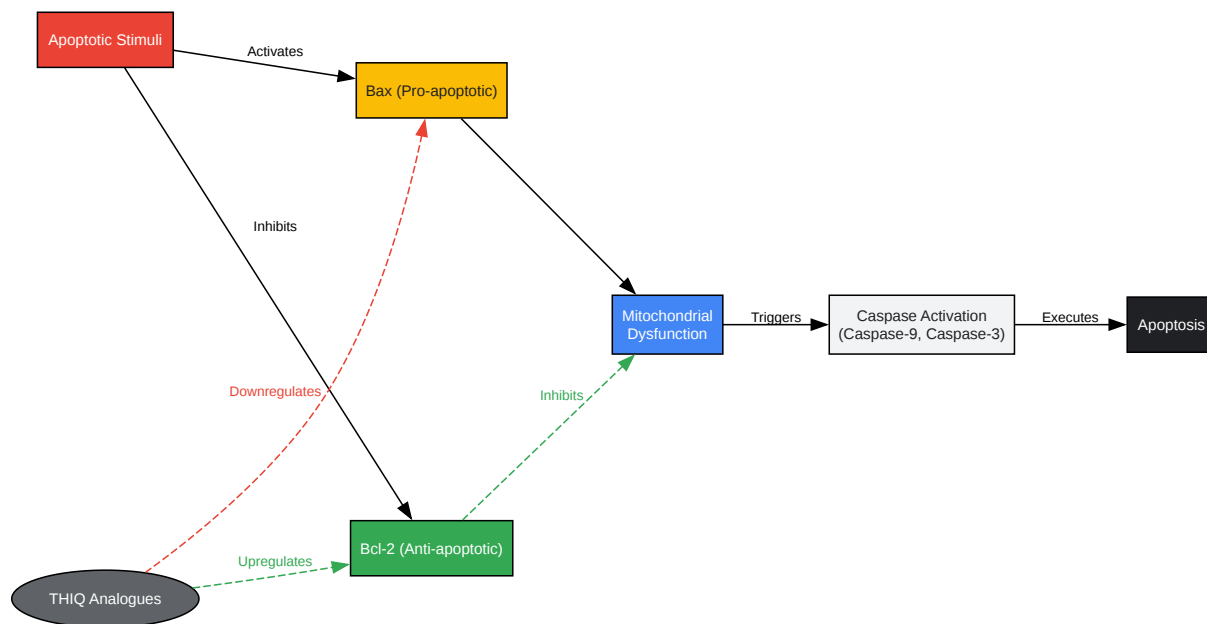 Apoptotic Stimuli
Activates
Bax (Pro-apoptotic)
Inhibits
Mitochondrial
Dysfunction
Triggers
Caspase Activation
(Caspase-9, Caspase-3)
Executes
Apoptosis
Downregulates
Inhibits
Bcl-2 (Anti-apoptotic)
Upregulates
THIQ Analogues